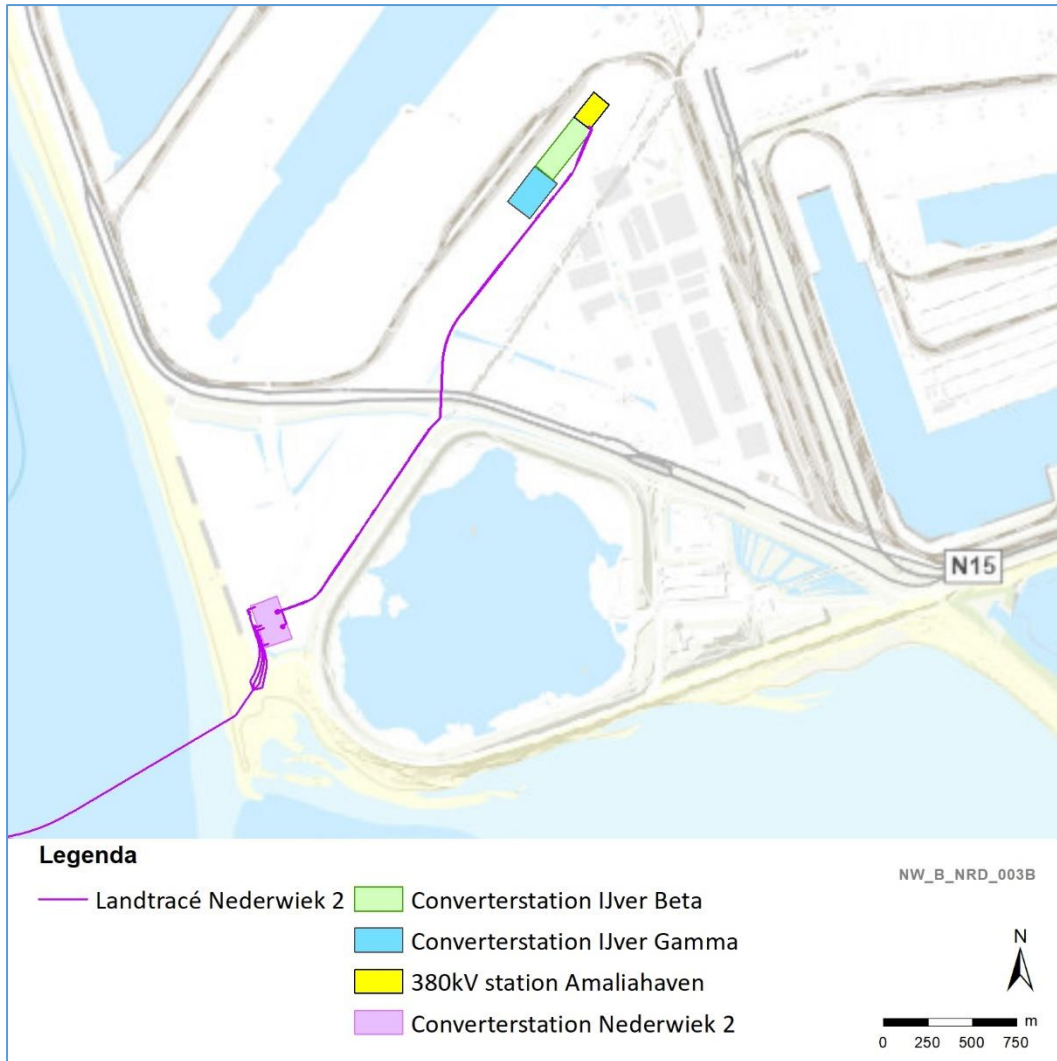 N15
Legenda
Landtracé Nederwiek 2
Converterstation IJver Beta
Converterstation IJver Gamma
380kV station Amaliahaven
Converterstation Nederwiek 2
NW_B_NRD_003B
N
m
0 250 500 750